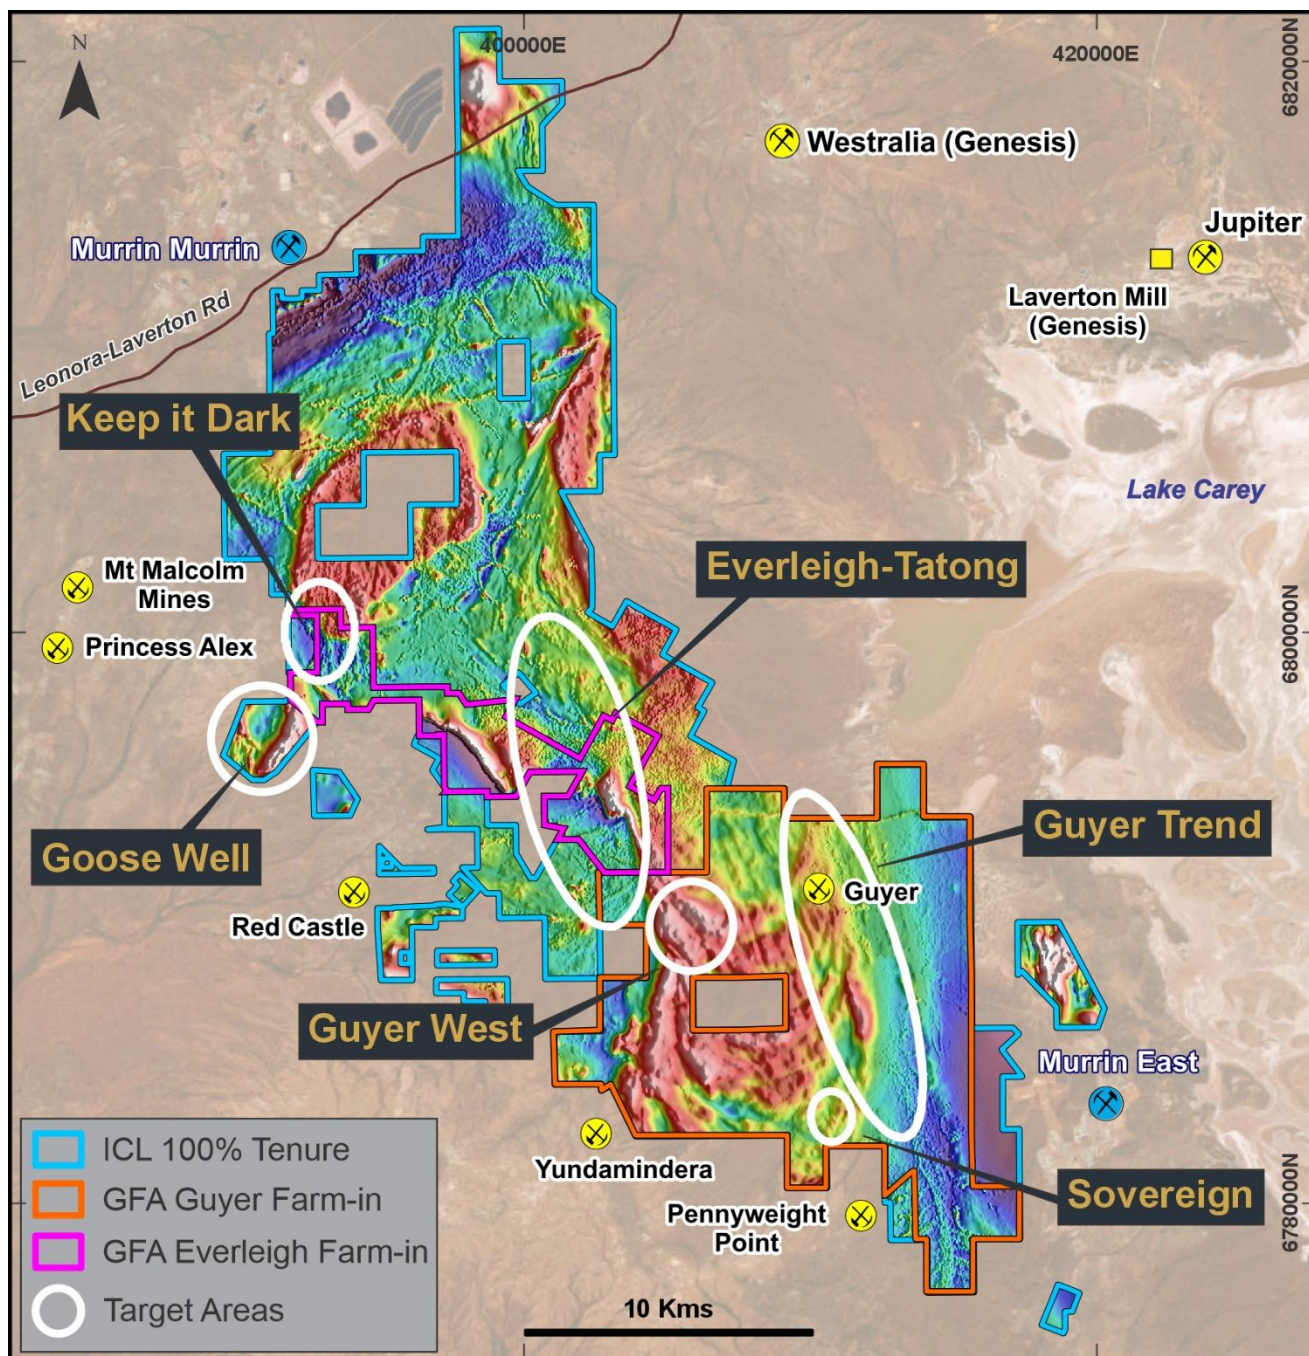 N
400000E
420000E
6820000N
Westralia (Genesis)
Jupiter
Murrin Murrin
Laverton Mill
(Genesis)
Leonora-Laverton Rd
Keep it Dark
Lake Carey
Everleigh-Tatong
Mt Malcolm
Mines
Princess Alex
6800000N
Goose Well
Guyer Trend
Guyer
Red Castle
Guyer West
Murrin East
Yundamindera
Sovereign
Pennyweight
Point
6780000N
ICL 100% Tenure
GFA Guyer Farm-in
GFA Everleigh Farm-in
Target Areas
10 Kms